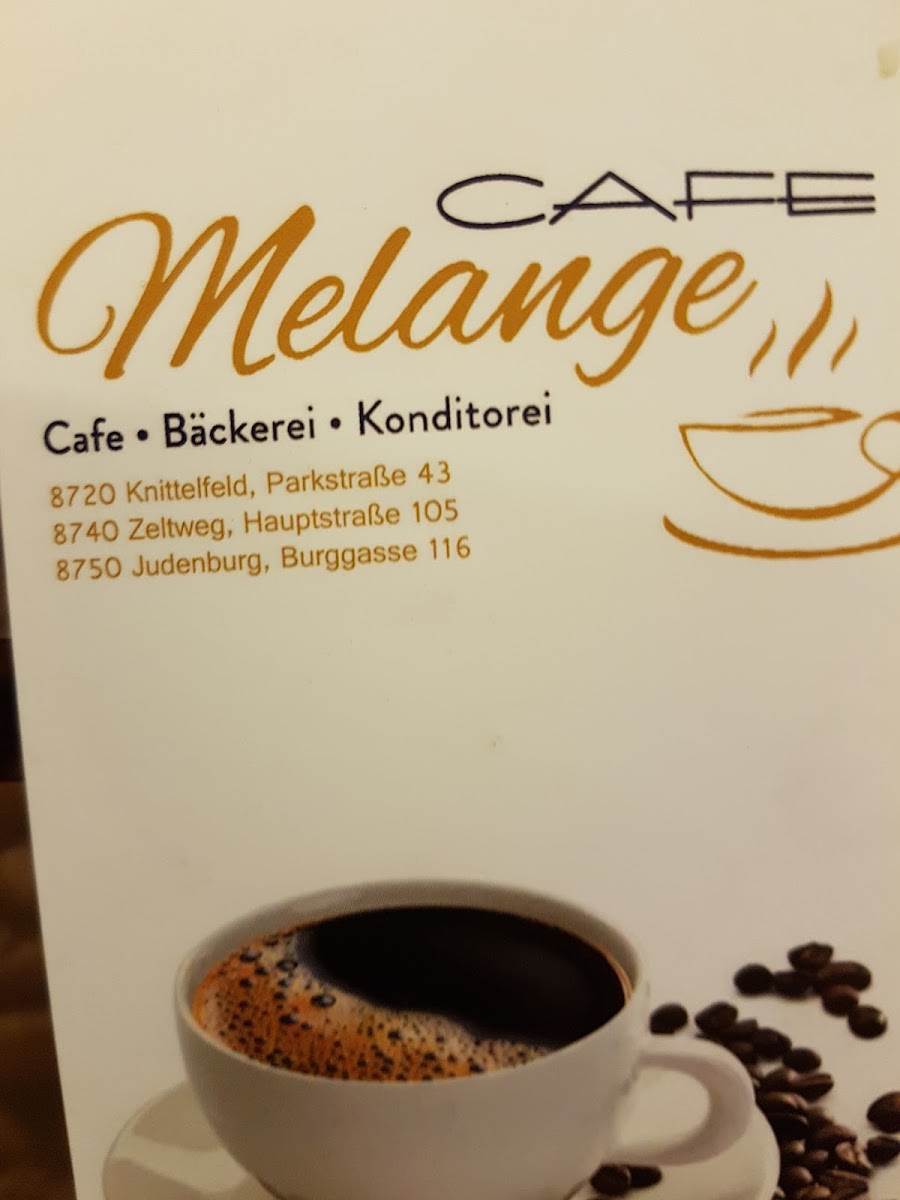 CAFE
Melange
Cafe • Bäckerei • Konditorei
8720 Knittelfeld, Parkstraße 43
8740 Zeltweg, Hauptstraße 105
8750 Judenburg, Burggasse 116